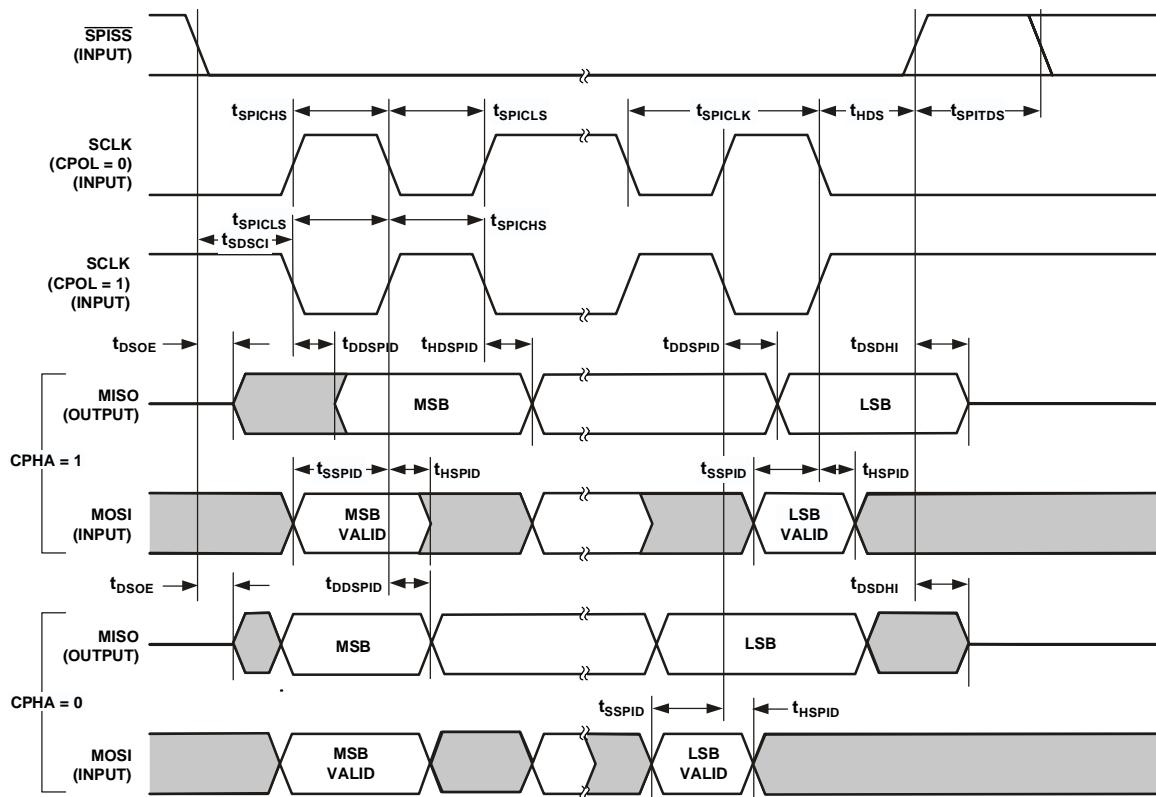 SPISS
(INPUT)
tSPICHS
tSPICLS
tSPICLK
tHDS
tSPITDS
SCLK
(CPOL = 0)
(INPUT)
tSPICLS
tSPICHS
tSDSCI
SCLK
(CPOL = 1)
(INPUT)
tDSOE
tDDSPID
tHDSPID
tDDSPID
tDSDHI
MISO
(OUTPUT)
MSB
LSB
CPHA = 1
tSSPID
tHSPID
tSSPID
tHSPID
MOSI
(INPUT)
MSB
VALID
LSB
VALID
tDSOE
tDDSPID
tDSDHI
MISO
(OUTPUT)
MSB
LSB
CPHA = 0
tSSPID
tHSPID
MOSI
(INPUT)
MSB
VALID
LSB
VALID